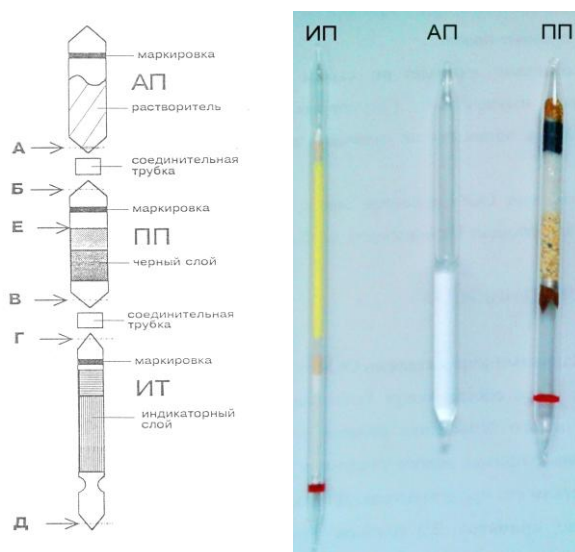 маркировка
АП
растворитель
А
соединительная
трубка
Б
маркировка
Е
ПП
черный слой
В
соединительная
трубка
Г
маркировка
ИТ
индикаторный
слой
Д
ИП
АП
ПП